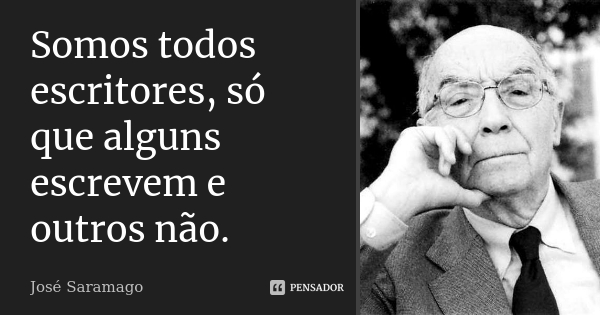 Somos todos
escritores, só
que alguns
escrevem e
outros não.
José Saramago
PENSADOR